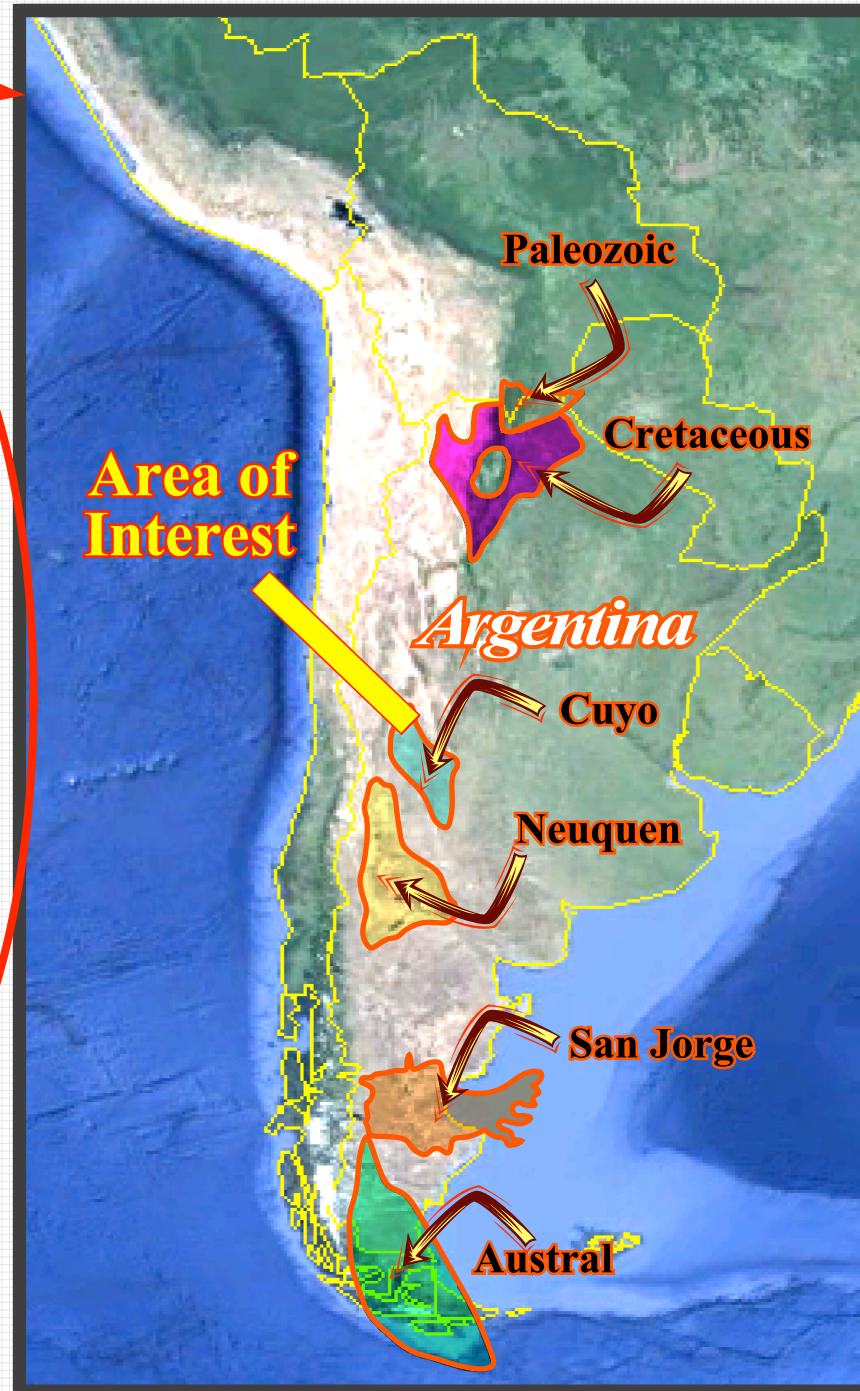 Paleozoic
Cretaceous
Area of
Interest
Argentina
Cuyo
Neuquen
San Jorge
Austral